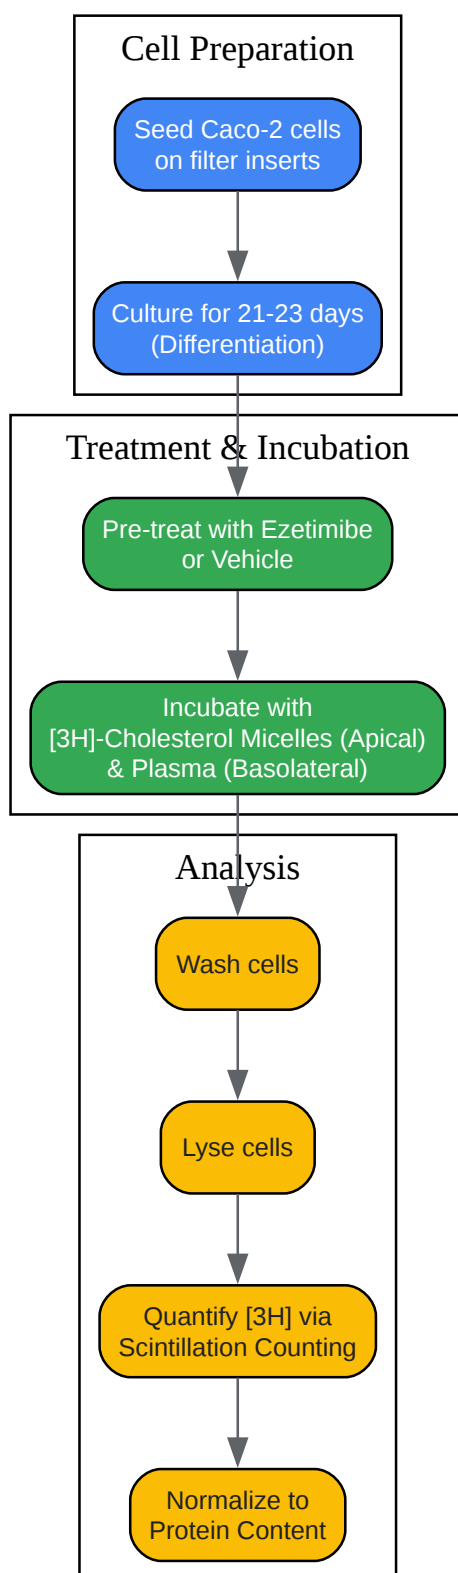 Cell Preparation
Seed Caco-2 cells
on filter inserts
Culture for 21-23 days
(Differentiation)
Treatment & Incubation
Pre-treat with Ezetimibe
or Vehicle
Incubate with
[3H]-Cholesterol Micelles (Apical)
& Plasma (Basolateral)
Analysis
Wash cells
Lyse cells
Quantify [3H] via
Scintillation Counting
Normalize to
Protein Content